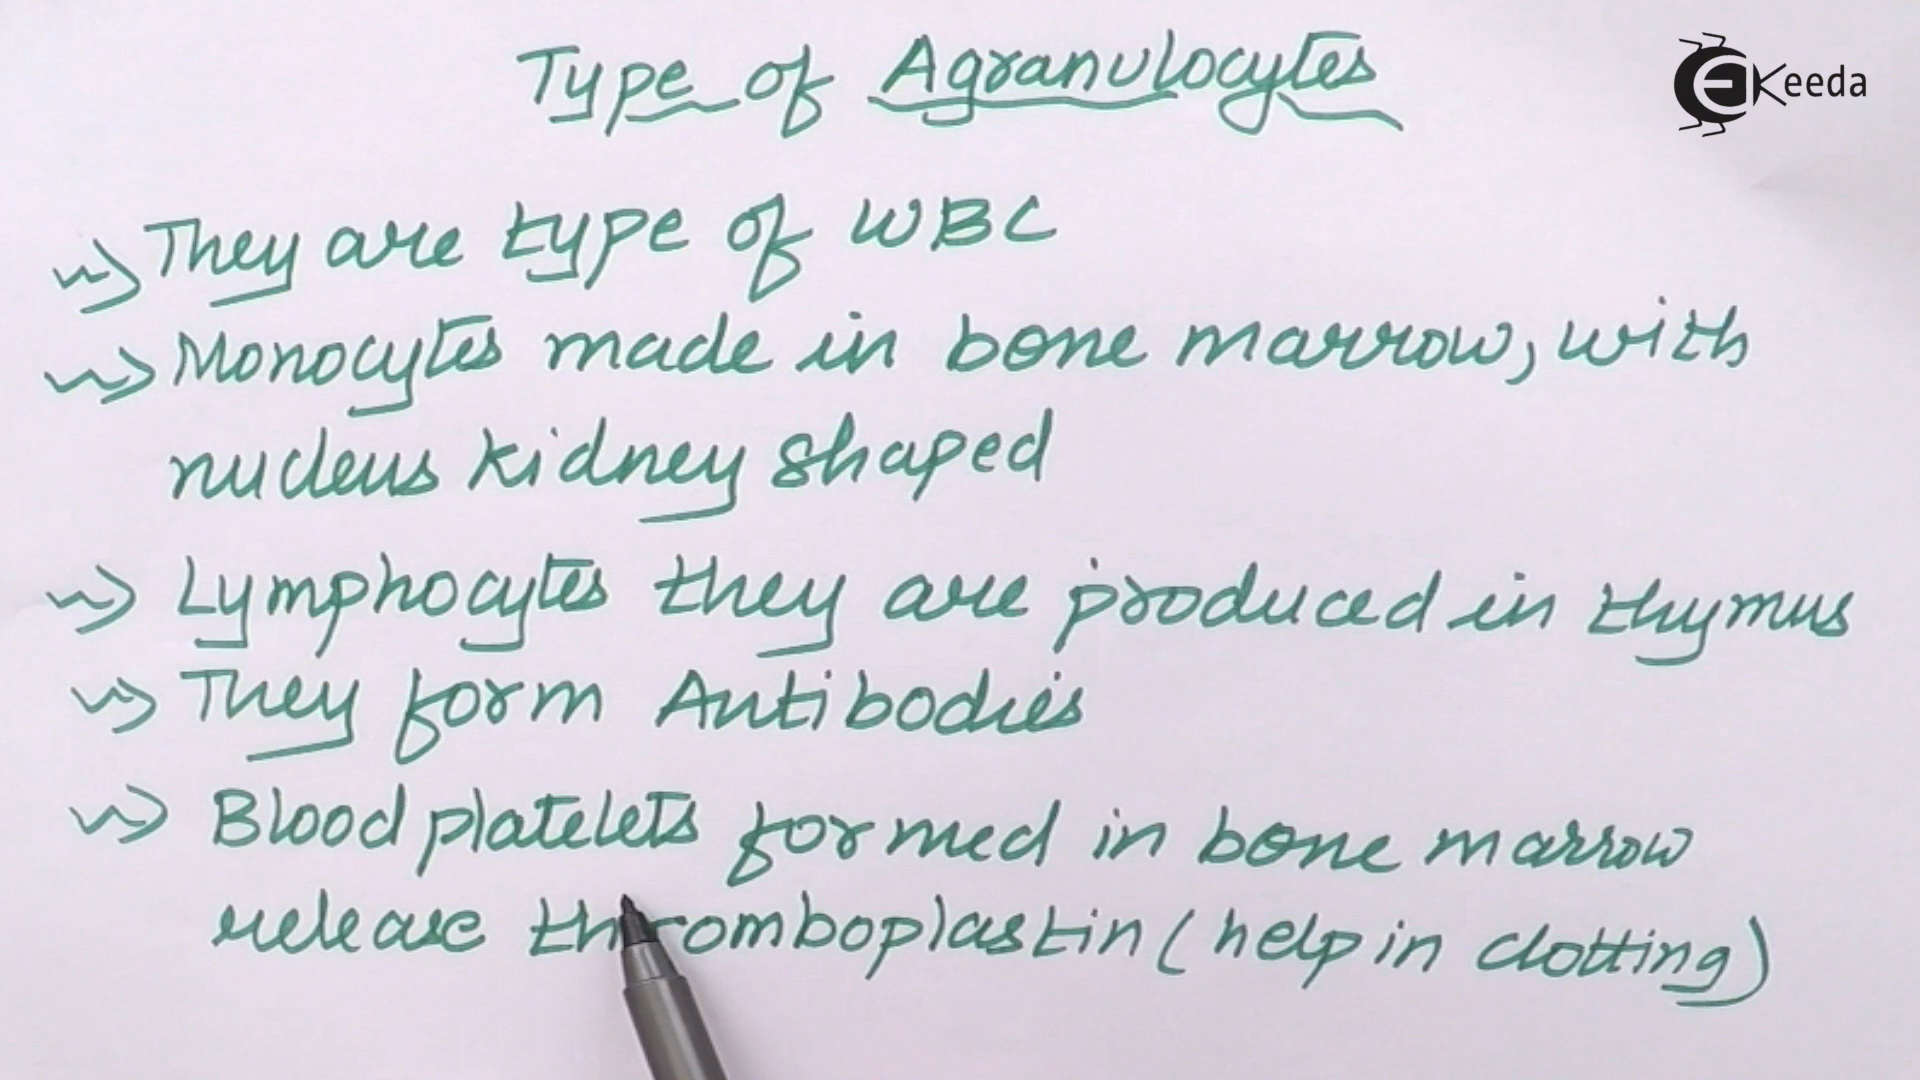 Type of Agranulocytes
EKeeda
They are type of WBC
Monocytes made in bone marrow, with
nucleus kidney shaped
Lymphocytes they are produced in thymus
They form Antibodies
Blood platelets formed in bone marrow
release thromboplastin (help in clotting)